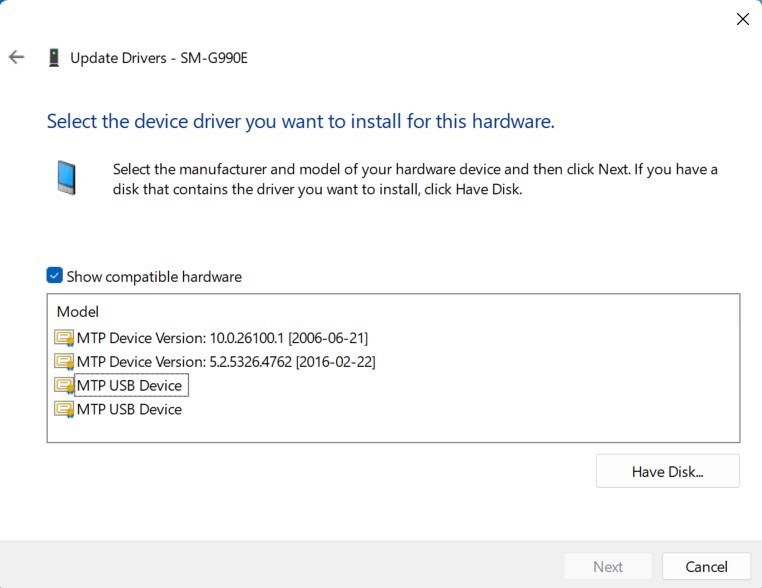 Update Drivers - SM-G990E
Select the device driver you want to install for this hardware.
Select the manufacturer and model of your hardware device and then click Next. If you have a
disk that contains the driver you want to install, click Have Disk.
Show compatible hardware
Model
MTP Device Version: 10.0.26100.1 [2006-06-21]
MTP Device Version: 5.2.5326.4762 [2016-02-22]
MTP USB Device
MTP USB Device
Have Disk...
Next
Cancel